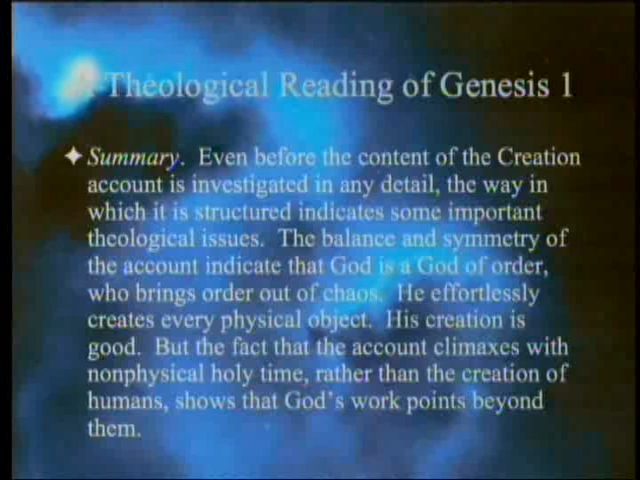 A Theological Reading of Genesis 1
Summary. Even before the content of the Creation
account is investigated in any detail, the way in
which it is structured indicates some important
theological issues. The balance and symmetry of
the account indicate that God is a God of order,
who brings order out of chaos. He effortlessly
creates every physical object. His creation is
good. But the fact that the account climaxes with
nonphysical holy time, rather than the creation of
humans, shows that God's work points beyond
them.